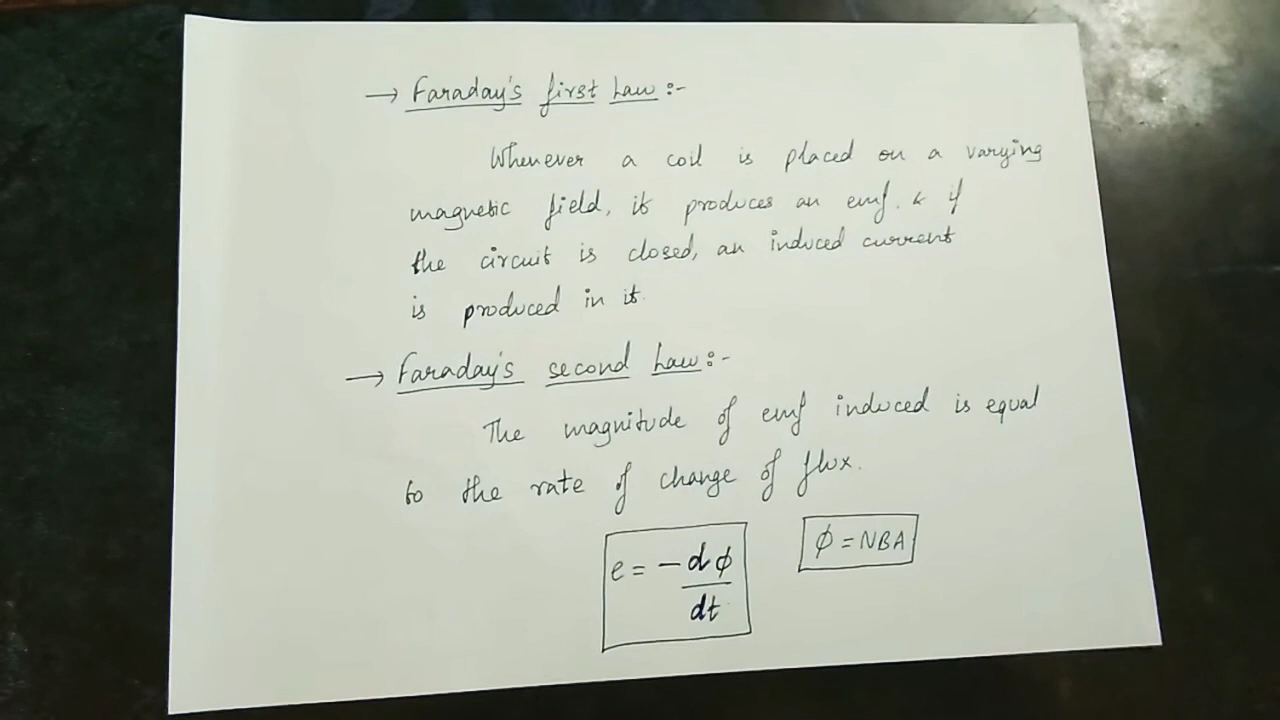 → Faraday's first Law :-
Whenever a coil is placed on a varying
magnetic field, it produces an emf. & if
the circuit is closed, an induced current
is produced in it.
→ Faraday's second Law :-
The magnitude of emf induced is equal
to the rate of change of flux.
e = -dϕ/dt
ϕ = NBA